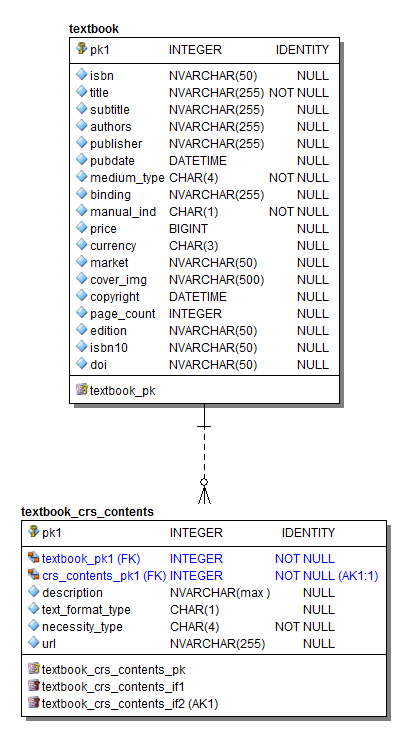 textbook
pk1 INTEGER IDENTITY
isbn NVARCHAR(50) NULL
title NVARCHAR(255) NOT NULL
subtitle NVARCHAR(255) NULL
authors NVARCHAR(255) NULL
publisher NVARCHAR(255) NULL
pubdate DATETIME NULL
medium_type CHAR(4) NOT NULL
binding NVARCHAR(255) NULL
manual_ind CHAR(1) NOT NULL
price BIGINT NULL
currency CHAR(3) NULL
market NVARCHAR(50) NULL
cover_img NVARCHAR(500) NULL
copyright DATETIME NULL
page_count INTEGER NULL
edition NVARCHAR(50) NULL
isbn10 NVARCHAR(50) NULL
doi NVARCHAR(50) NULL
textbook_pk
textbook_crs_contents
pk1 INTEGER IDENTITY
textbook_pk1 (FK) INTEGER NOT NULL
crs_contents_pk1 (FK) INTEGER NOT NULL (AK1:1)
description NVARCHAR(max ) NULL
text_format_type CHAR(1) NULL
necessity_type CHAR(4) NOT NULL
url NVARCHAR(255) NULL
textbook_crs_contents_pk
textbook_crs_contents_if1
textbook_crs_contents_if2 (AK1)